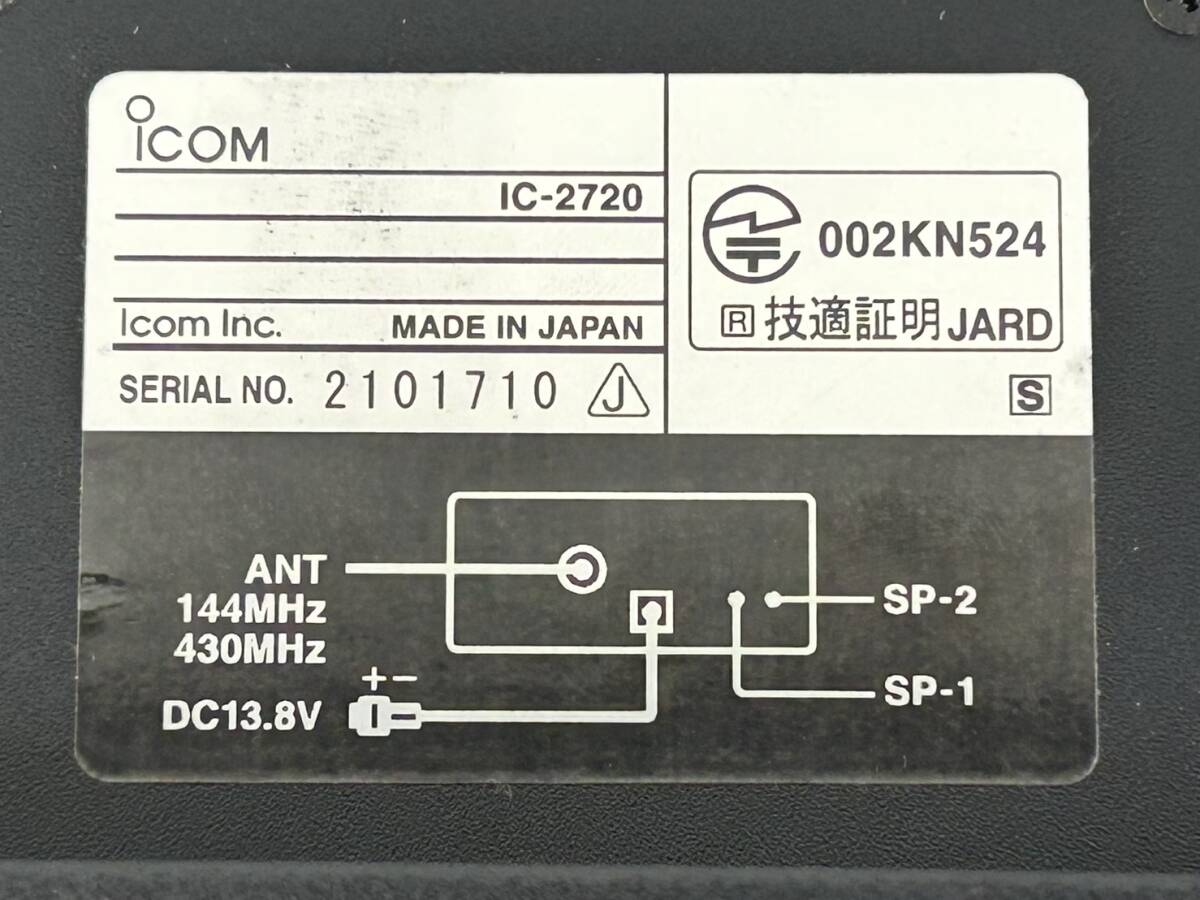 iCOM
IC-2720
Icom Inc. MADE IN JAPAN
SERIAL NO. 2101710 J
002KN524
R 技適証明 JARD
S
ANT
144MHz
430MHz
+-
DC13.8V
SP-2
SP-1